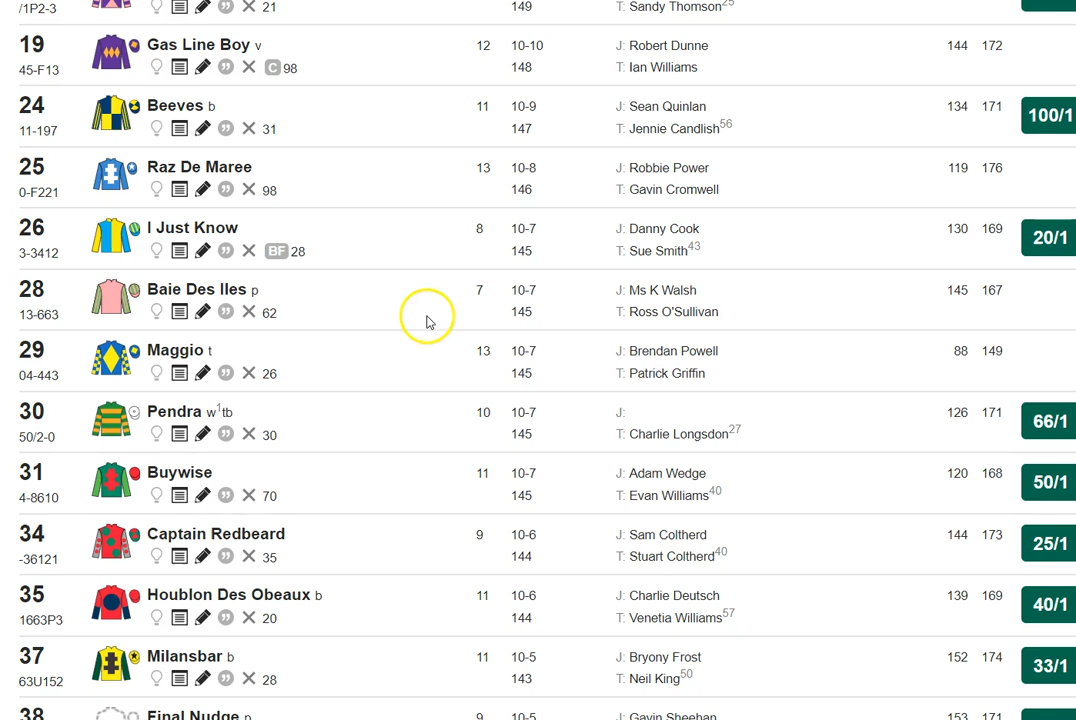 /1P2-3 21 149 T: Sandy Thomson25
19 Gas Line Boy v 12 10-10 J: Robert Dunne 144 172
45-F13 C 98 148 T: Ian Williams
24 Beeves b 11 10-9 J: Sean Quinlan 134 171 100/1
11-197 31 147 T: Jennie Candlish56
25 Raz De Maree 13 10-8 J: Robbie Power 119 176
0-F221 98 146 T: Gavin Cromwell
26 I Just Know 8 10-7 J: Danny Cook 130 169 20/1
3-3412 BF 28 145 T: Sue Smith43
28 Baie Des Iles p 7 10-7 J: Ms K Walsh 145 167
13-663 62 145 T: Ross O'Sullivan
29 Maggio t 13 10-7 J: Brendan Powell 88 149
04-443 26 145 T: Patrick Griffin
30 Pendra w1tb 10 10-7 J: 126 171 66/1
50/2-0 30 145 T: Charlie Longsdon27
31 Buywise 11 10-7 J: Adam Wedge 120 168 50/1
4-8610 70 145 T: Evan Williams40
34 Captain Redbeard 9 10-6 J: Sam Coltherd 144 173 25/1
-36121 35 144 T: Stuart Coltherd40
35 Houblon Des Obeaux b 11 10-6 J: Charlie Deutsch 139 169 40/1
1663P3 20 144 T: Venetia Williams57
37 Milansbar b 11 10-5 J: Bryony Frost 152 174 33/1
63U152 28 143 T: Neil King50
38 Final Nudge p 9 10-5 J: Gavin Sheehan 153 171